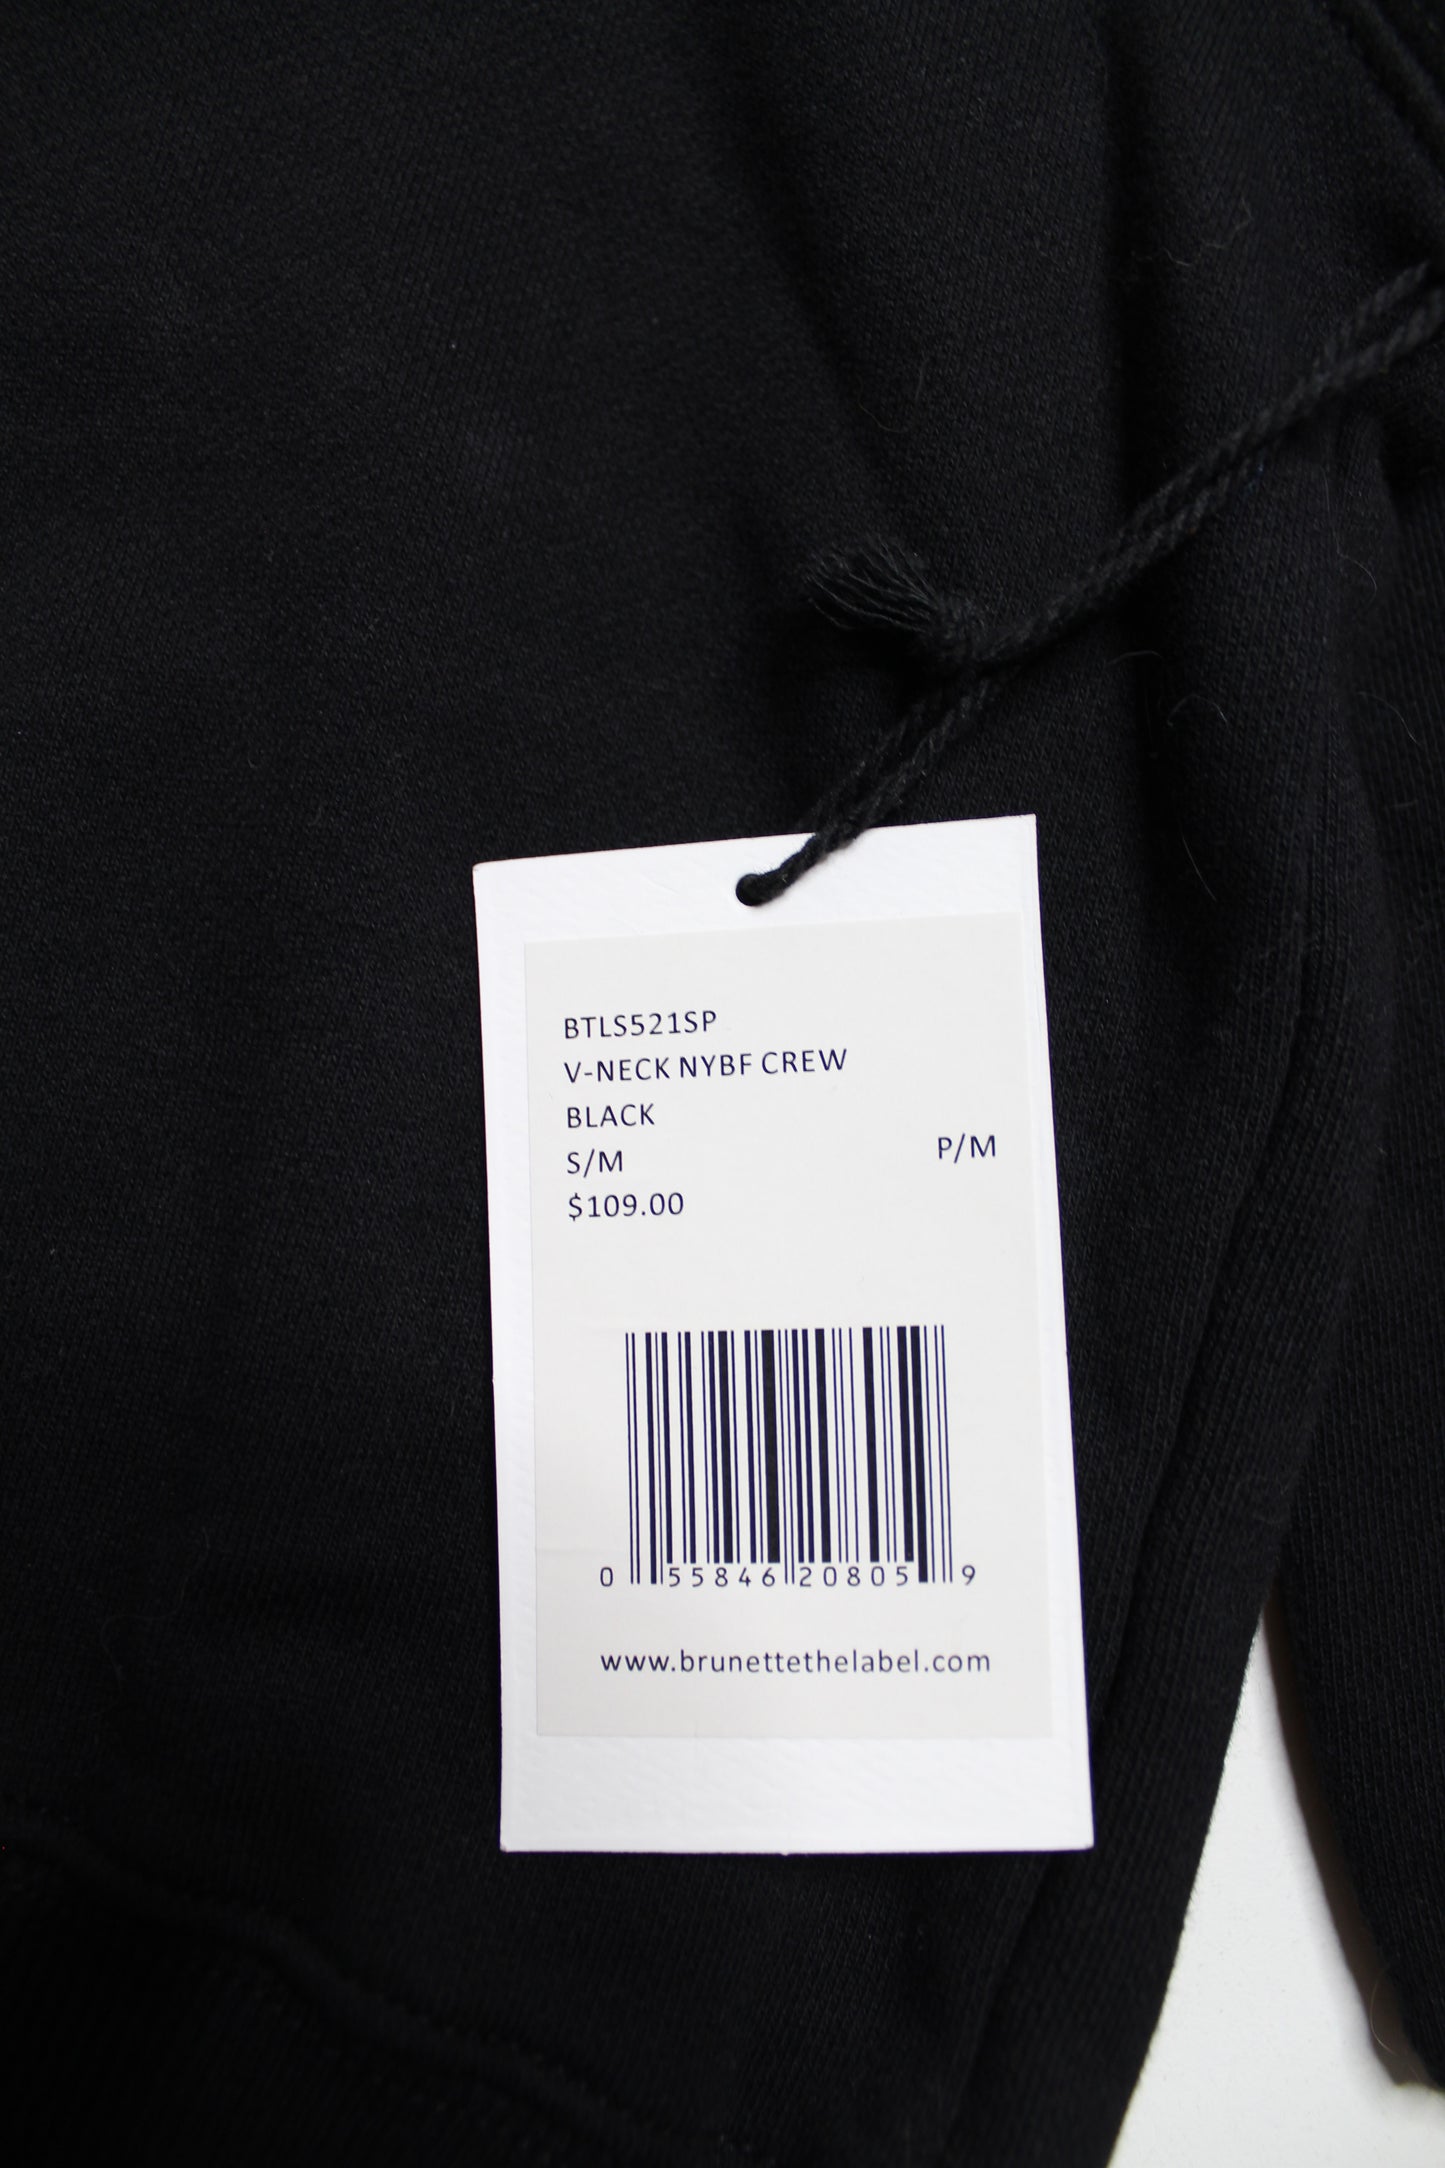 BTLS521SP
V-NECK NYBF CREW
BLACK
S/M P/M
$109.00
0 55846 20805 9
www.brunettethelabel.com